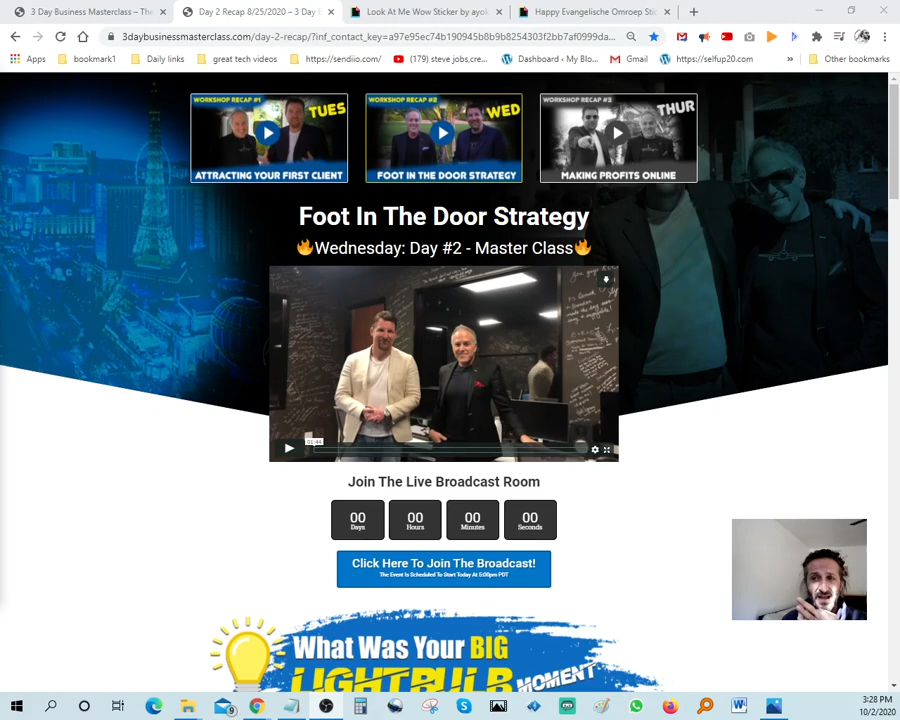 3 Day Business Masterclass – The
Day 2 Recap 8/25/2020 – 3 Day
Look At Me Wow Sticker by ayok
Happy Evangelische Omroep Stic
3daybusinessmasterclass.com/day-2-recap/?inf_contact_key=a97e95ec74b190945b8b9b8254303f2bb7af0999da...
Apps
bookmark1
Daily links
great tech videos
https://sendiio.com/
(179) steve jobs,cre...
Dashboard ‹ My Blo...
Gmail
https://selfup20.com
»
Other bookmarks
WORKSHOP RECAP #1
TUES
ATTRACTING YOUR FIRST CLIENT
WORKSHOP RECAP #2
WED
FOOT IN THE DOOR STRATEGY
WORKSHOP RECAP #3
THUR
MAKING PROFITS ONLINE
Foot In The Door Strategy
🔥Wednesday: Day #2 - Master Class🔥
01:44
Join The Live Broadcast Room
00 00 00 00
Days Hours Minutes Seconds
Click Here To Join The Broadcast!
The Event Is Scheduled To Start Today At 5:00pm PDT
What Was Your BIG
LIGHTBULB MOMENT
9
3:28 PM
10/2/2020